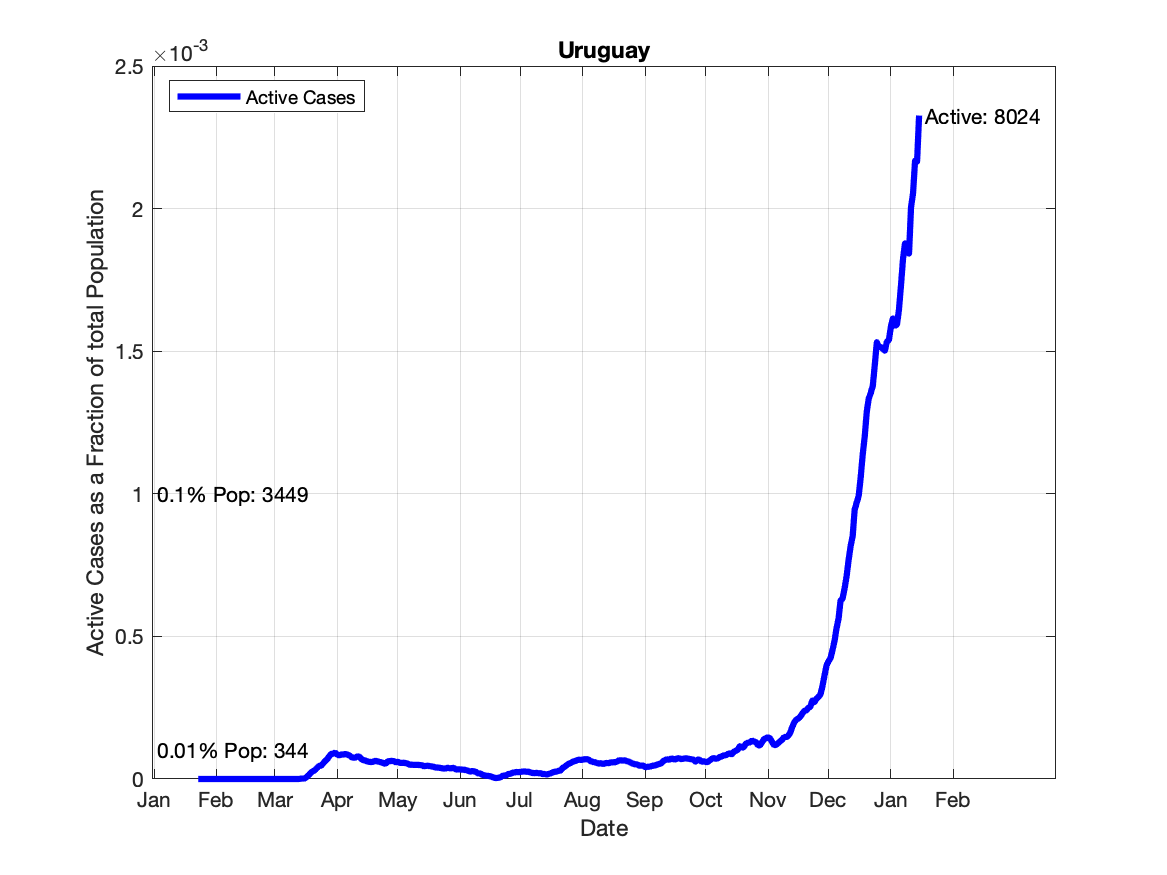 Uruguay
×10-3
2.5
2
1.5
1
0.5
0
Active Cases
Active: 8024
0.1% Pop: 3449
0.01% Pop: 344
Active Cases as a Fraction of total Population
Jan Feb Mar Apr May Jun Jul Aug Sep Oct Nov Dec Jan Feb
Date